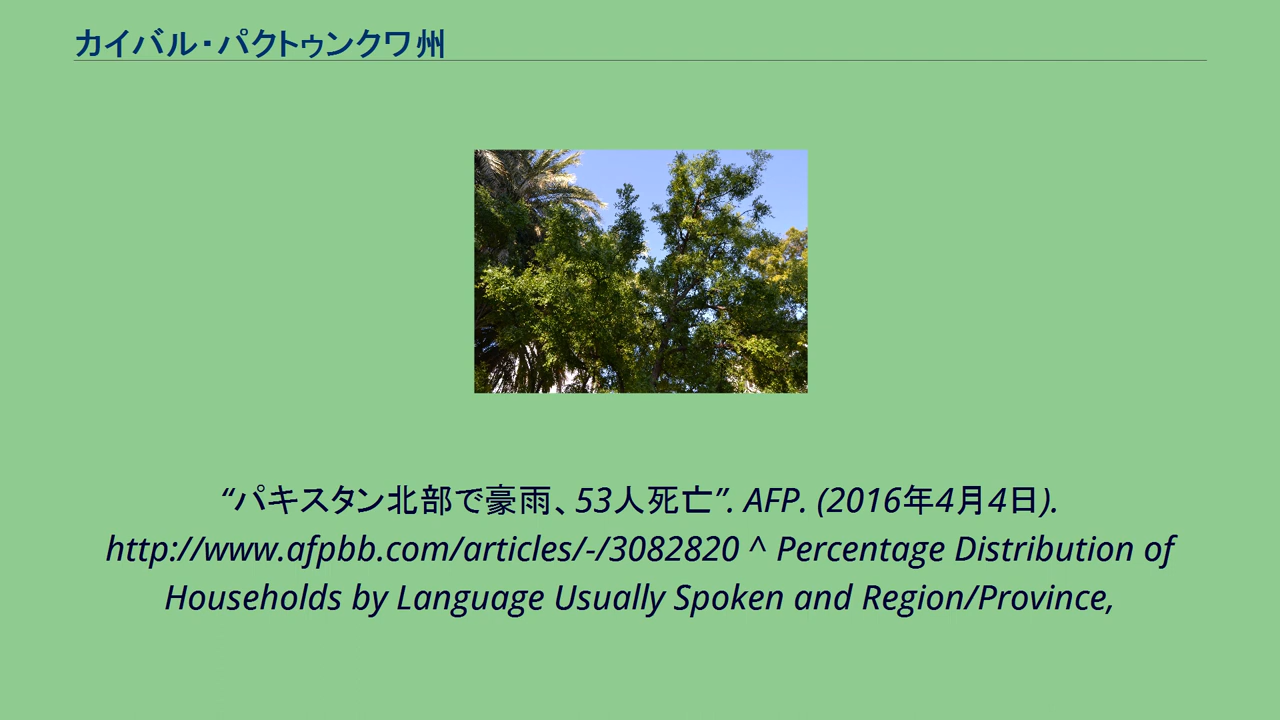 カイバル・パクトゥンクワ州
“パキスタン北部で豪雨、53人死亡”. AFP. (2016年4月4日).
http://www.afpbb.com/articles/-/3082820 ^ Percentage Distribution of
Households by Language Usually Spoken and Region/Province,